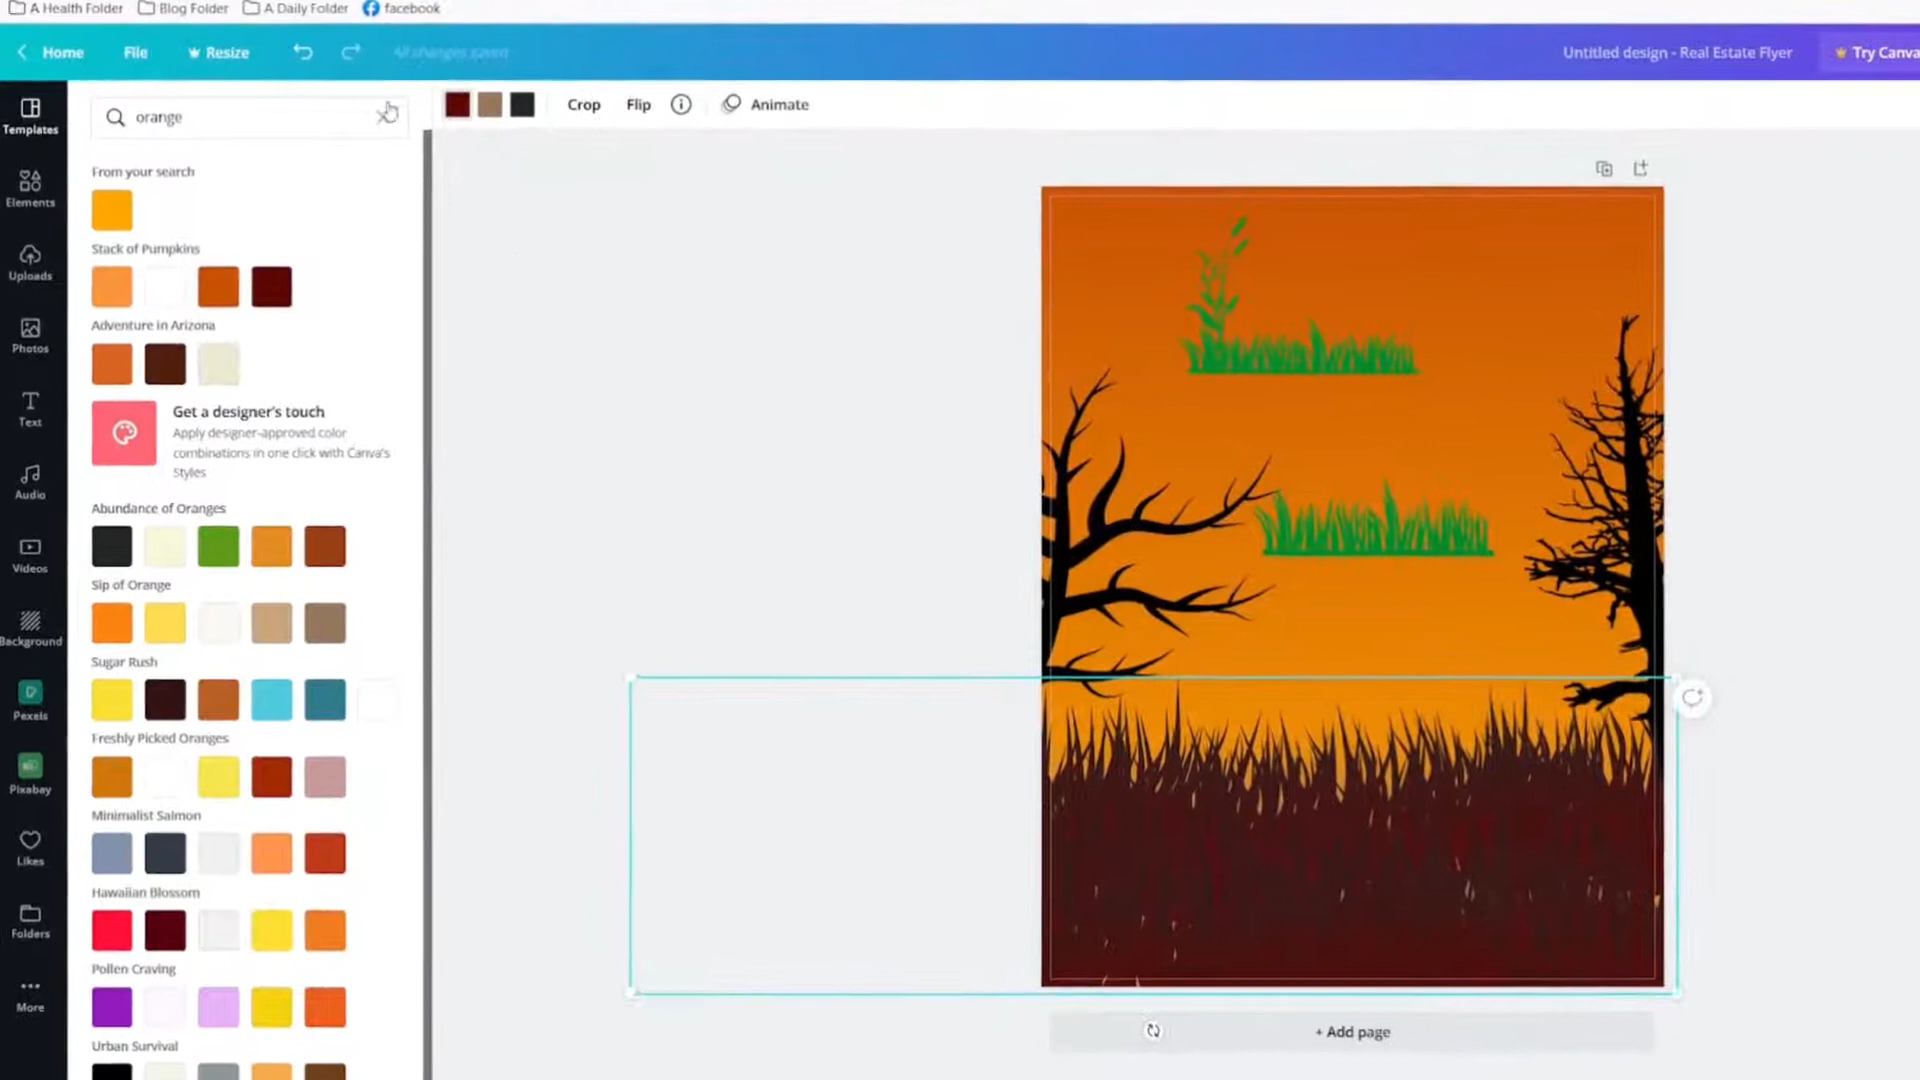 A Health Folder Blog Folder A Daily Folder facebook
Home File Resize All changes saved Untitled design - Real Estate Flyer Try Canva
orange Crop Flip Animate
Templates
Elements
Uploads
Photos
Text
Audio
Videos
Background
Pexels
Pixabay
Likes
Folders
More
From your search
Stack of Pumpkins
Adventure in Arizona
Get a designer's touch
Apply designer-approved color
combinations in one click with Canva's
Styles
Abundance of Oranges
Sip of Orange
Sugar Rush
Freshly Picked Oranges
Minimalist Salmon
Hawaiian Blossom
Pollen Craving
Urban Survival
+ Add page